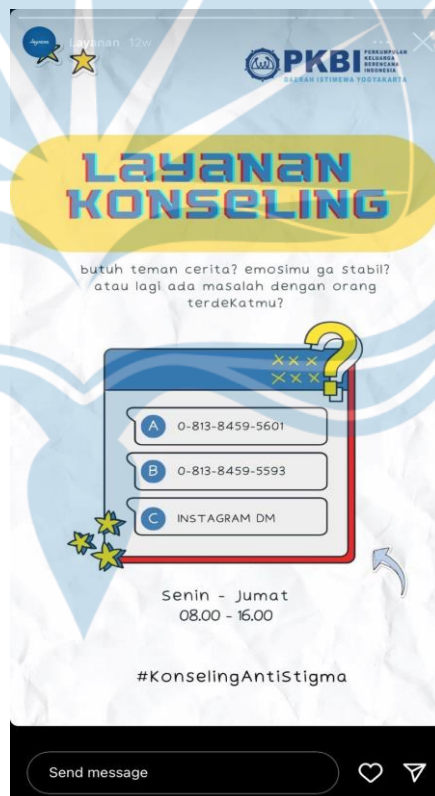 Layanan 12w
PKBI
PERKUMPULAN
KELUARGA
BERENCANA
INDONESIA
DAERAH ISTIMEWA YOGYAKARTA
LAYANAN
KONSELING
butuh teman cerita? emosimu ga stabil?
atau lagi ada masalah dengan orang
terdekatmu?
A 0-813-8459-5601
B 0-813-8459-5593
C INSTAGRAM DM
Senin - Jumat
08.00 - 16.00
#KonselingAntiStigma
Send message